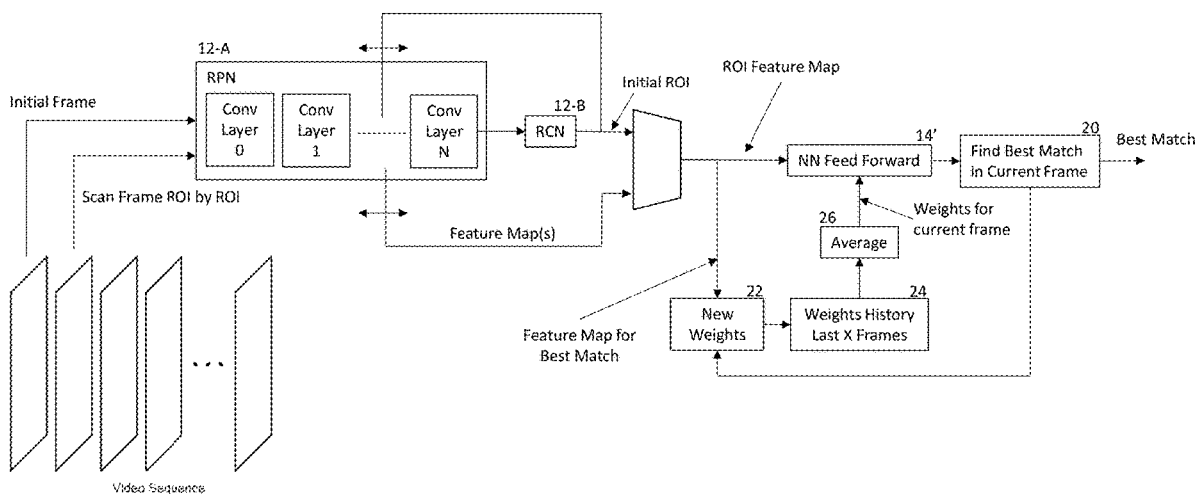 12-A
RPN
Initial Frame
Conv
Layer
0
Conv
Layer
1
Conv
Layer
N
12-B
RCN
Initial ROI
ROI Feature Map
14'
NN Feed Forward
20
Find Best Match
in Current Frame
Best Match
Scan Frame ROI by ROI
Feature Map(s)
Weights for
current frame
26
Average
22
New
Weights
24
Weights History
Last X Frames
Feature Map for
Best Match
Video Sequence